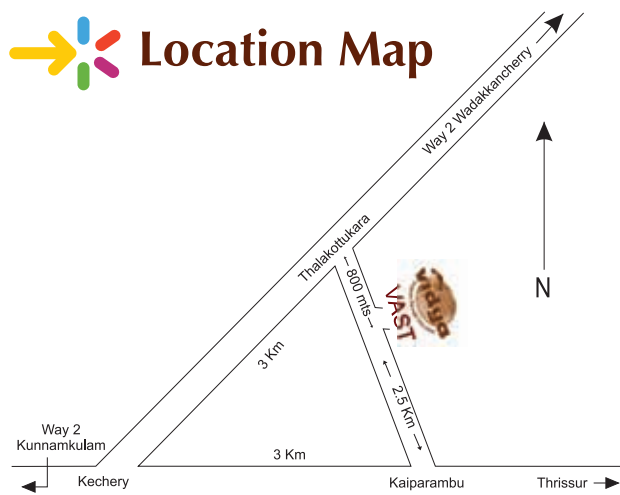 Location Map
Way 2 Wadakkancherry
Thalakottukara
800 mts
vidya
VAST
N
3 Km
2.5 Km
Way 2
Kunnamkulam
3 Km
Kechery
Kaiparambu
Thrissur